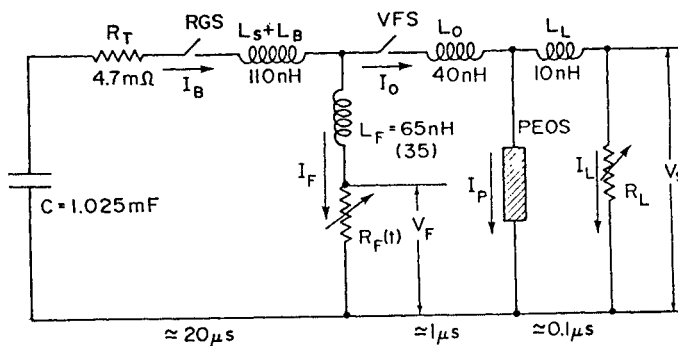 R_T
RGS
L_S+L_B
VFS
L_O
L_L
4.7mΩ
I_B
110nH
I_O
40nH
10nH
L_F = 65nH
(35)
PEOS
I_F
I_P
I_L
R_L
C = 1.025mF
R_F(t)
V_F
≈20μs
≈1μs
≈0.1μs